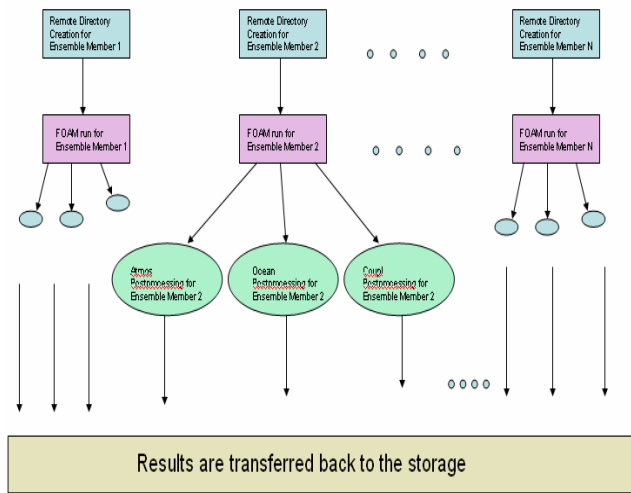 Remote Directory
Creation for
Ensemble Member 1
Remote Directory
Creation for
Ensemble Member 2
Remote Directory
Creation for
Ensemble Member N
FOAM run for
Ensemble Member 1
FOAM run for
Ensemble Member 2
FOAM run for
Ensemble Member N
Atmos
Postprocessing for
Ensemble Member 2
Ocean
Postprocessing for
Ensemble Member 2
Coupl
Postprocessing for
Ensemble Member 2
Results are transferred back to the storage